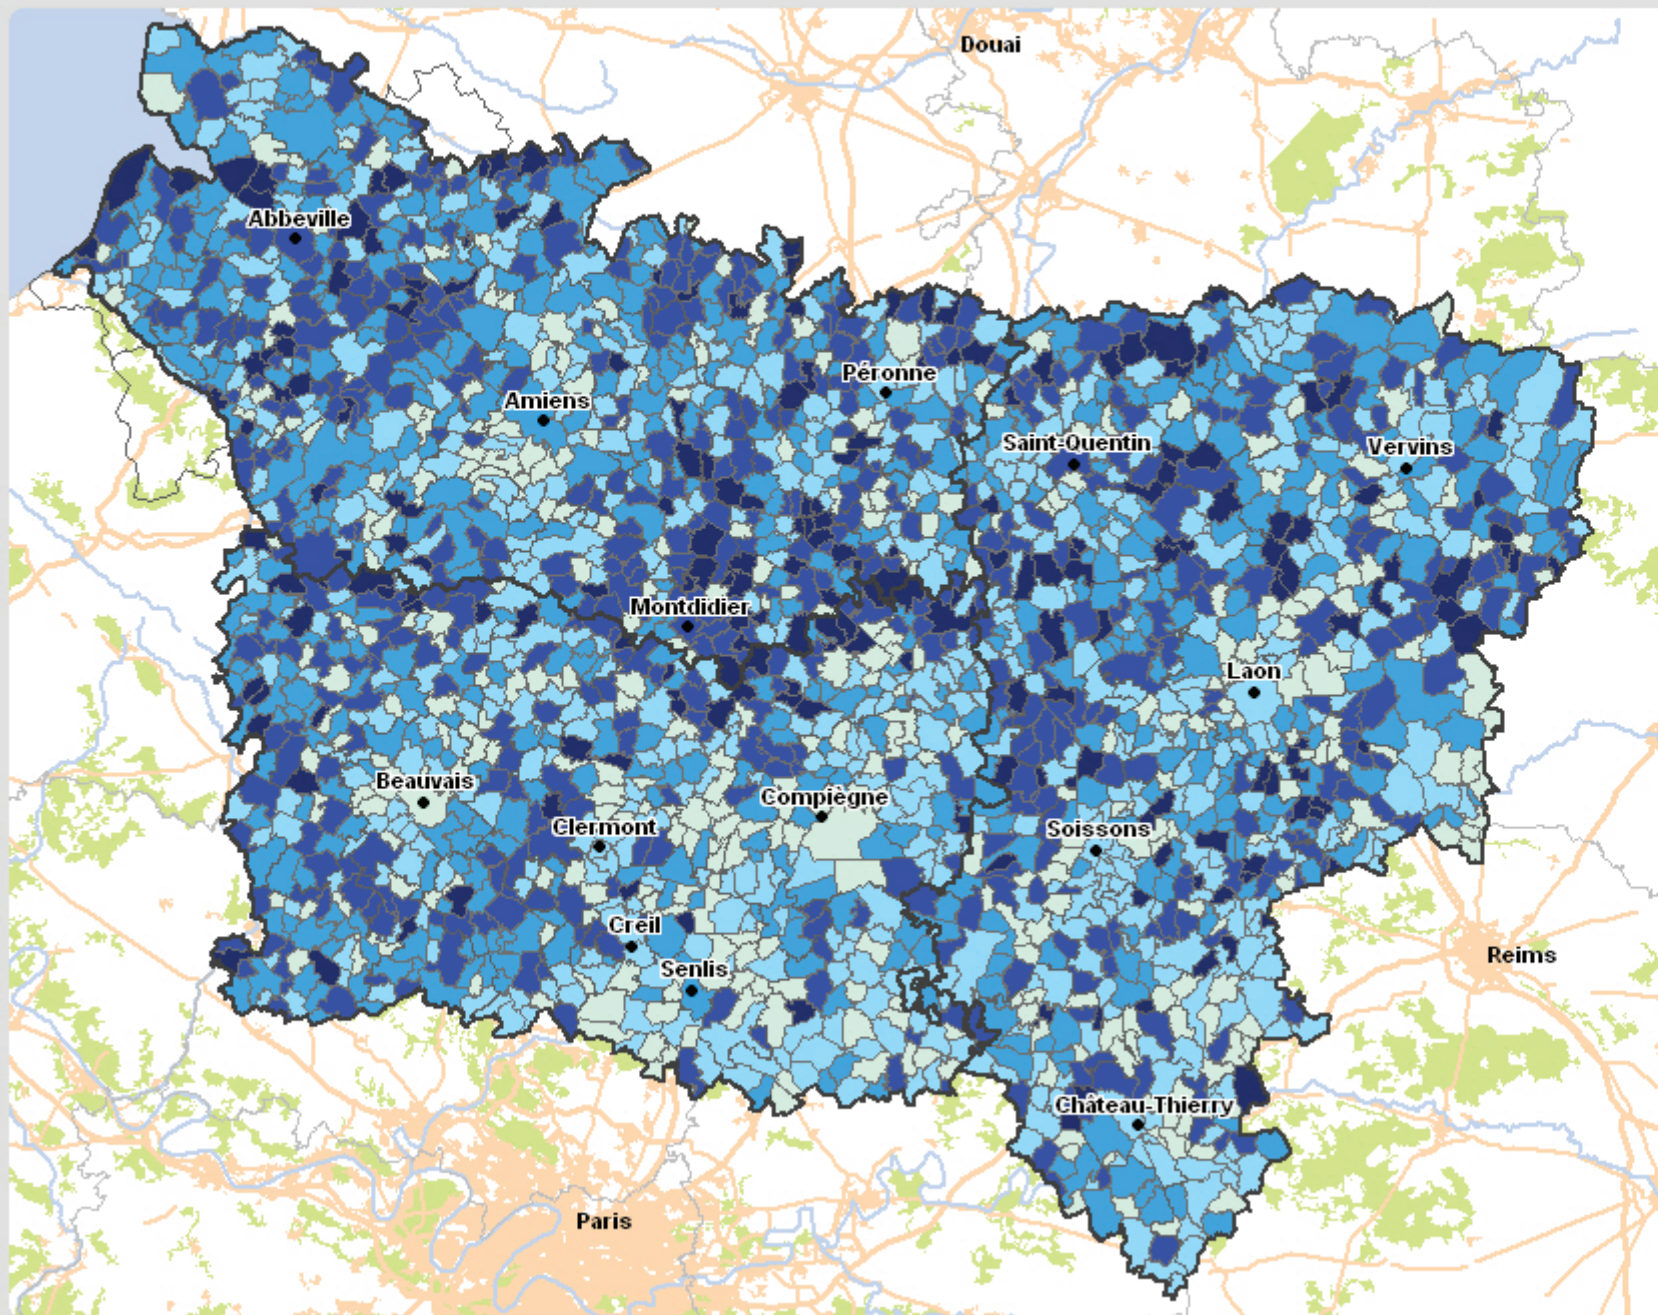 Douai
Abbeville
Péronne
Amiens
Saint-Quentin
Vervins
Montdidier
Laon
Beauvais
Compiègne
Clermont
Soissons
Creil
Reims
Senlis
Château-Thierry
Paris